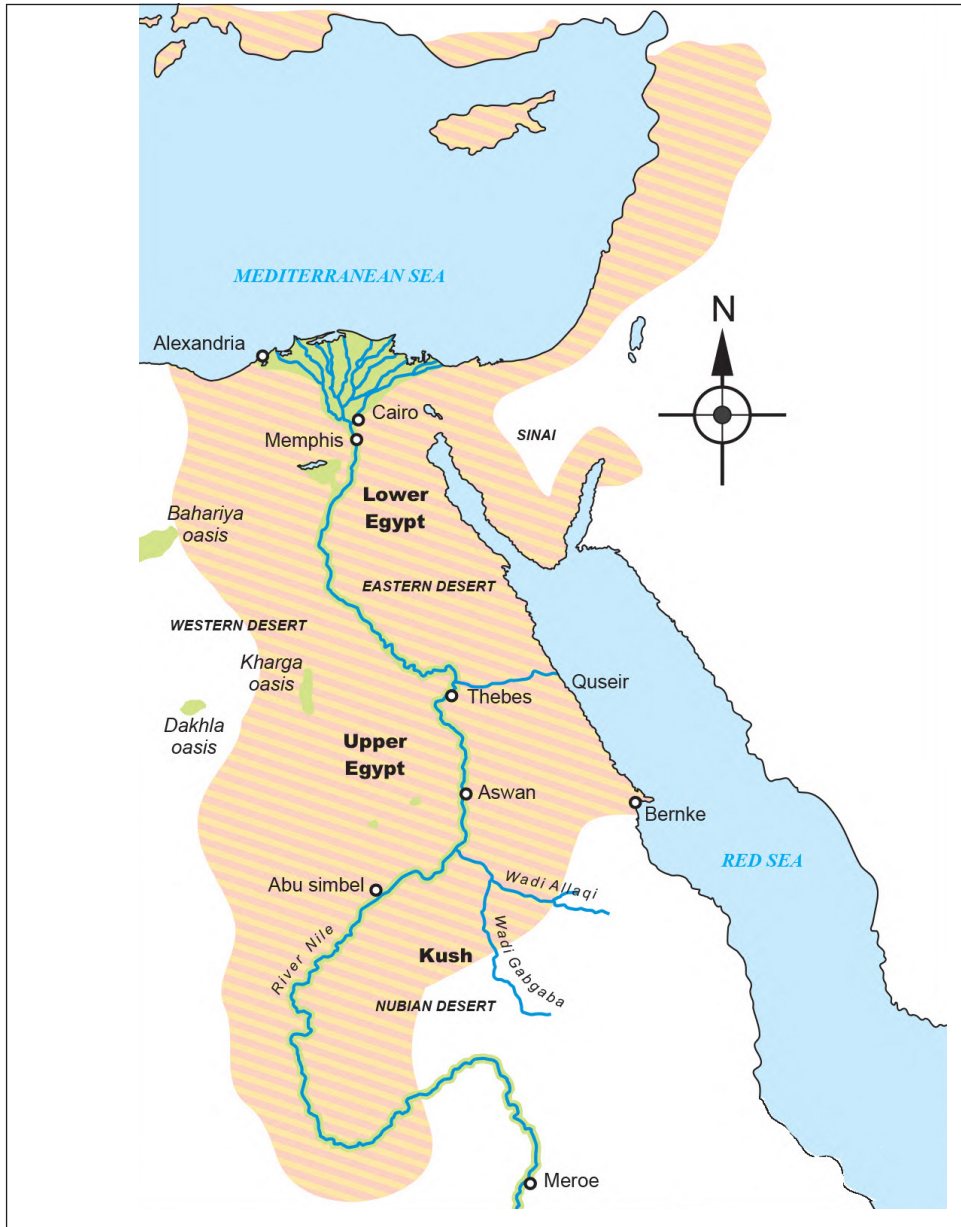 MEDITERRANEAN SEA
N
Alexandria
Cairo
Memphis
SINAI
Lower
Egypt
Bahariya
oasis
EASTERN DESERT
WESTERN DESERT
Kharga
oasis
Quseir
Thebes
Dakhla
oasis
Upper
Egypt
Aswan
Bernke
RED SEA
Abu simbel
Wadi Allaqi
River Nile
Wadi Gabgaba
Kush
NUBIAN DESERT
Meroe